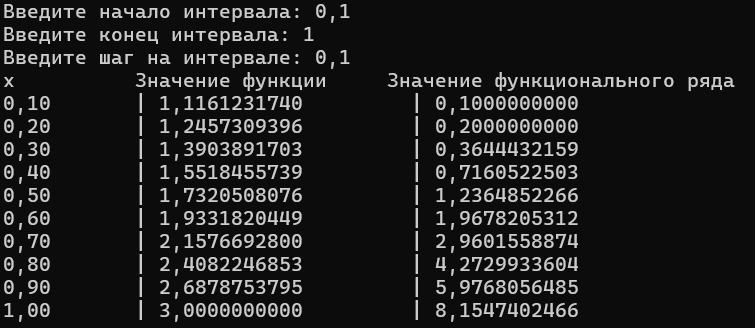 Введите начало интервала: 0,1
Введите конец интервала: 1
Введите шаг на интервале: 0,1
x Значение функции Значение функционального ряда
0,10 | 1,1161231740 | 0,1000000000
0,20 | 1,2457309396 | 0,2000000000
0,30 | 1,3903891703 | 0,3644432159
0,40 | 1,5518455739 | 0,7160522503
0,50 | 1,7320508076 | 1,2364852266
0,60 | 1,9331820449 | 1,9678205312
0,70 | 2,1576692800 | 2,9601558874
0,80 | 2,4082246853 | 4,2729933604
0,90 | 2,6878753795 | 5,9768056485
1,00 | 3,0000000000 | 8,1547402466